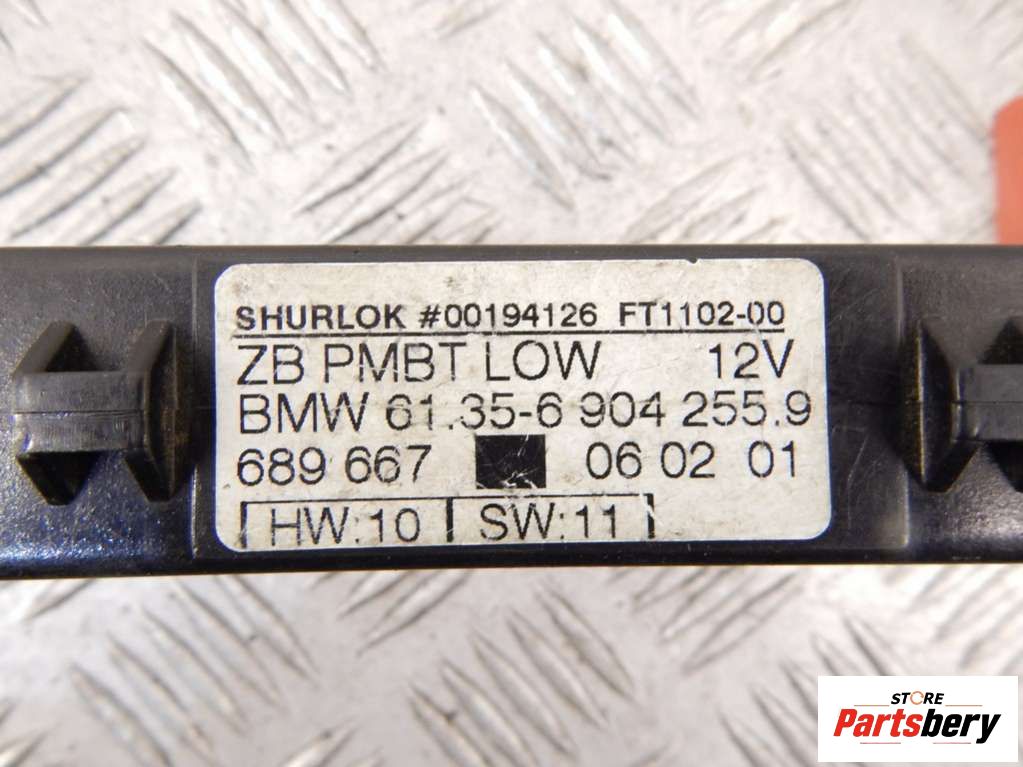 SHURLOK #00194126 FT1102-00
ZB PMBT LOW 12V
BMW 61.35-6 904 255.9
689 667 06 02 01
HW:10 SW:11
STORE
Partsbery